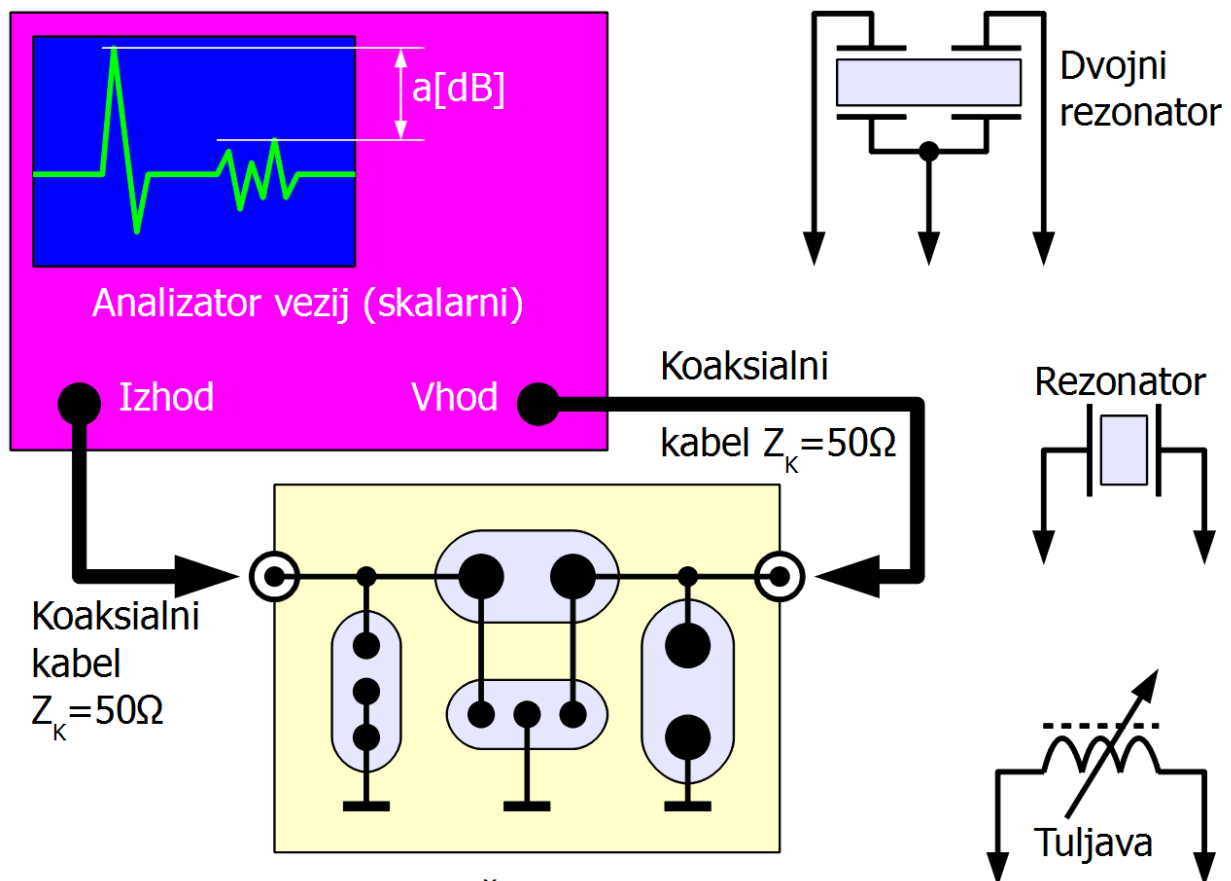 a[dB]
Analizator vezij (skalarni)
Izhod
Vhod
Dvojni
rezonator
Koaksialni
kabel Z_K=50Ω
Rezonator
Koaksialni
kabel
Z_K=50Ω
Tuljava